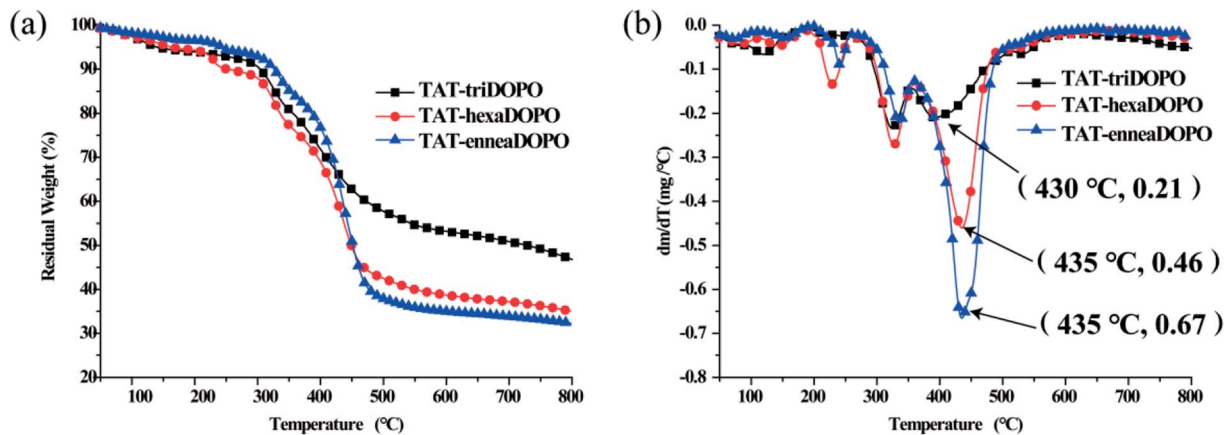 (a)
100
90
80
70
60
50
40
30
20
Residual Weight (%)
TAT-triDOPO
TAT-hexaDOPO
TAT-enneaDOPO
100 200 300 400 500 600 700 800
Temperature (°C)
(b)
0.0
-0.1
-0.2
-0.3
-0.4
-0.5
-0.6
-0.7
-0.8
dm/dT (mg/°C)
TAT-triDOPO
TAT-hexaDOPO
TAT-enneaDOPO
( 430 °C, 0.21 )
( 435 °C, 0.46 )
( 435 °C, 0.67 )
100 200 300 400 500 600 700 800
Temperature (°C)